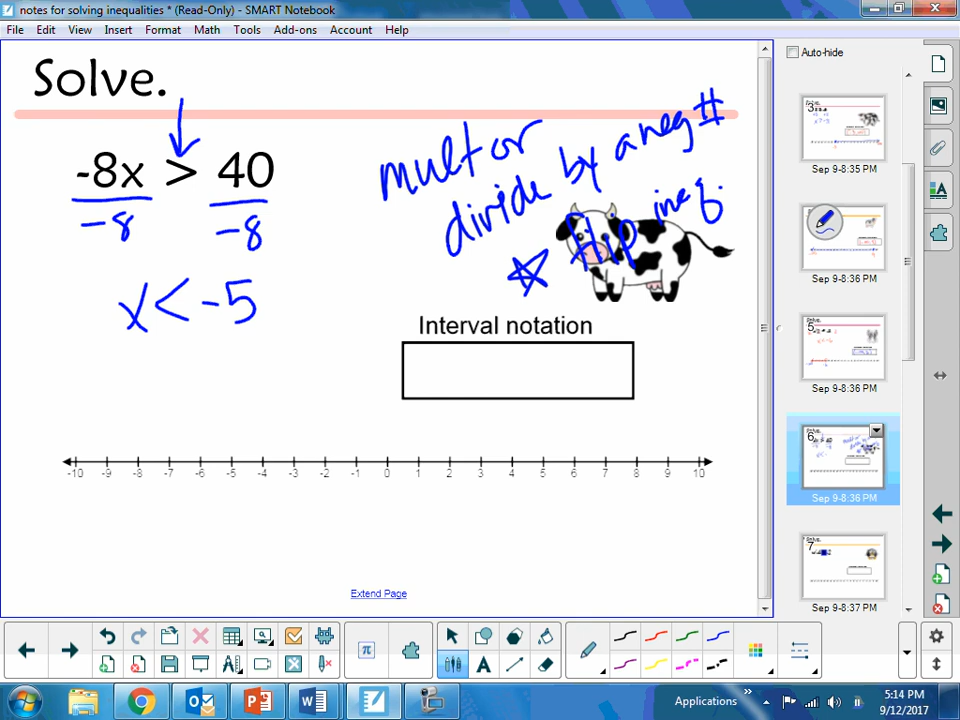 notes for solving inequalities * (Read-Only) - SMART Notebook
File Edit View Insert Format Math Tools Add-ons Account Help
Solve.
-8x > 40
-8 -8
x < -5
mult or
divide by a neg #
☆ flip ineq.
Interval notation
-10 -9 -8 -7 -6 -5 -4 -3 -2 -1 0 1 2 3 4 5 6 7 8 9 10
Extend Page
Auto-hide
3
Sep 9-8:35 PM
Sep 9-8:36 PM
5
Sep 9-8:36 PM
6
Sep 9-8:36 PM
7
Sep 9-8:37 PM
Applications
5:14 PM
9/12/2017